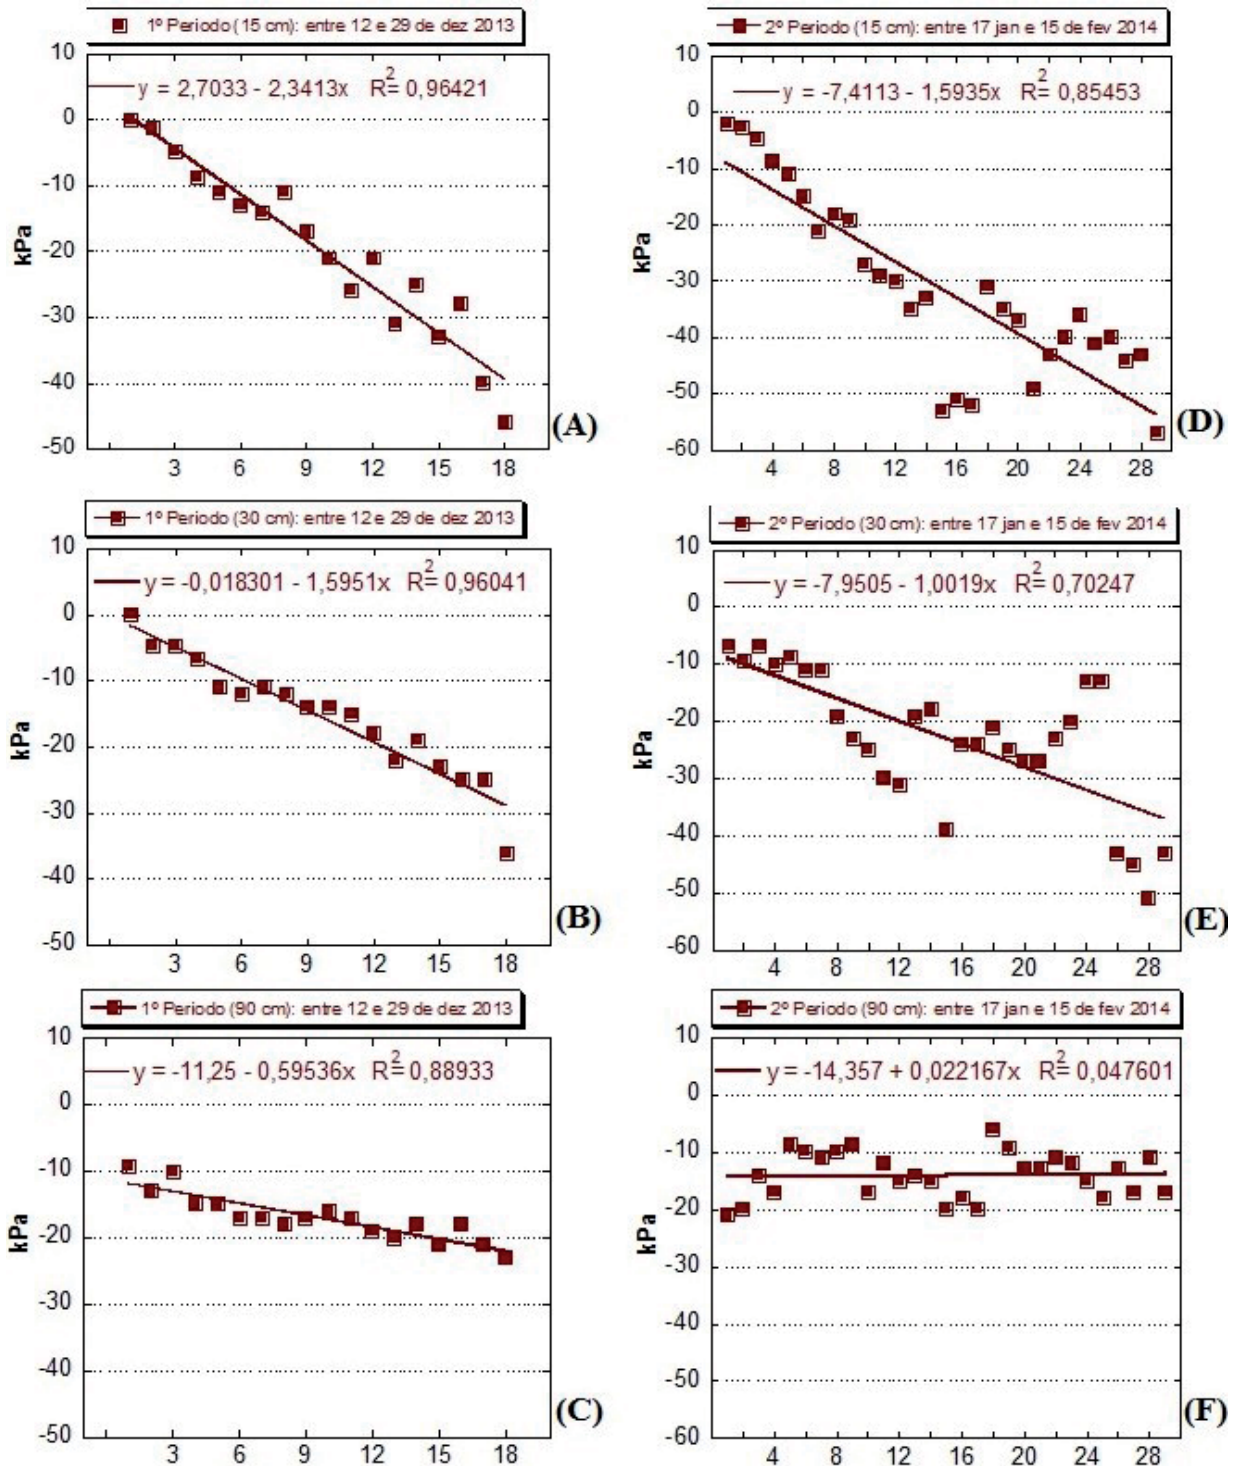 1º Periodo (15 cm): entre 12 e 29 de dez 2013
y = 2,7033 - 2,3413x R2= 0,96421
10
0
-10
-20
-30
-40
-50
kPa
3 6 9 12 15 18
(A)
1º Periodo (30 cm): entre 12 e 29 de dez 2013
y = -0,018301 - 1,5951x R2= 0,96041
10
0
-10
-20
-30
-40
-50
kPa
3 6 9 12 15 18
(B)
1º Periodo (90 cm): entre 12 e 29 de dez 2013
y = -11,25 - 0,59536x R2= 0,88933
10
0
-10
-20
-30
-40
-50
kPa
3 6 9 12 15 18
(C)
2º Periodo (15 cm): entre 17 jan e 15 de fev 2014
y = -7,4113 - 1,5935x R2= 0,85453
10
0
-10
-20
-30
-40
-50
-60
kPa
4 8 12 16 20 24 28
(D)
2º Periodo (30 cm): entre 17 jan e 15 de fev 2014
y = -7,9505 - 1,0019x R2= 0,70247
10
0
-10
-20
-30
-40
-50
-60
kPa
4 8 12 16 20 24 28
(E)
2º Periodo (90 cm): entre 17 jan e 15 de fev 2014
y = -14,357 + 0,022167x R2= 0,047601
10
0
-10
-20
-30
-40
-50
-60
kPa
4 8 12 16 20 24 28
(F)